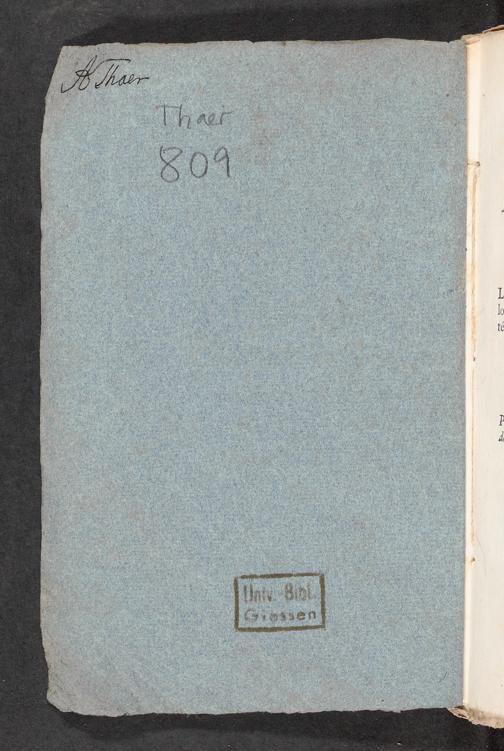 A Thaer
Thaer
809
Univ.-Bibl.
Giessen